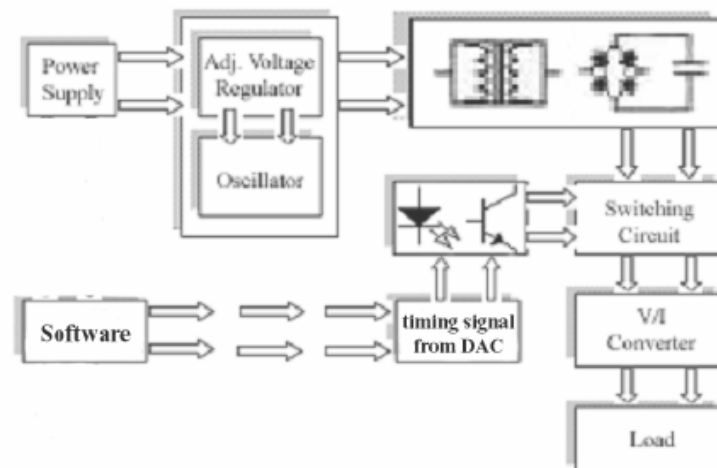 Power
Supply
Adj. Voltage
Regulator
Oscillator
Switching
Circuit
Software
timing signal
from DAC
V/I
Converter
Load